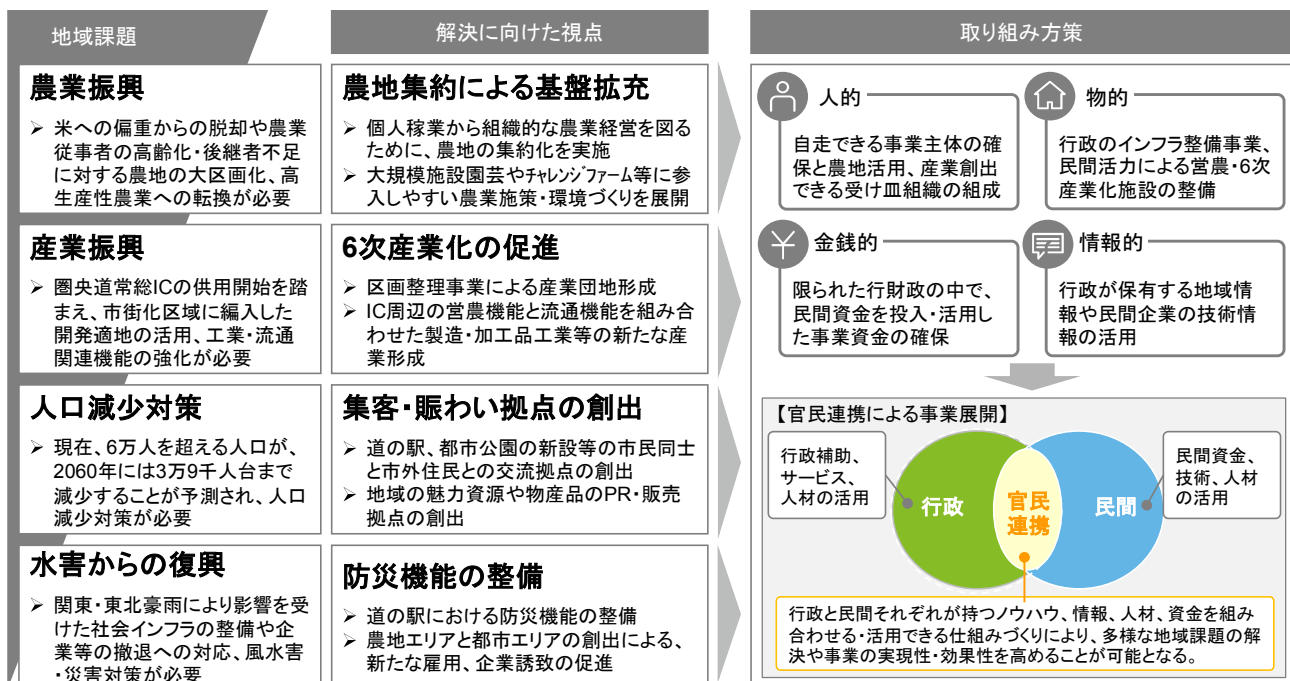 地域課題
解決に向けた視点
取り組み方策
農業振興
➢ 米への偏重からの脱却や農業
従事者の高齢化・後継者不足
に対する農地の大区画化、高
生産性農業への転換が必要
農地集約による基盤拡充
➢ 個人稼業から組織的な農業経営を図る
ために、農地の集約化を実施
➢ 大規模施設園芸やﾁｬﾚﾝｼﾞﾌｧｰﾑ等に参
入しやすい農業施策・環境づくりを展開
産業振興
➢ 圏央道常総ICの供用開始を踏
まえ、市街化区域に編入した
開発適地の活用、工業・流通
関連機能の強化が必要
6次産業化の促進
➢ 区画整理事業による産業団地形成
➢ IC周辺の営農機能と流通機能を組み合
わせた製造・加工品工業等の新たな産
業形成
人口減少対策
➢ 現在、6万人を超える人口が、
2060年には3万9千人台まで
減少することが予測され、人口
減少対策が必要
集客・賑わい拠点の創出
➢ 道の駅、都市公園の新設等の市民同士
と市外住民との交流拠点の創出
➢ 地域の魅力資源や物産品のPR・販売
拠点の創出
水害からの復興
➢ 関東・東北豪雨により影響を受
けた社会インフラの整備や企
業等の撤退への対応、風水害
・災害対策が必要
防災機能の整備
➢ 道の駅における防災機能の整備
➢ 農地エリアと都市エリアの創出による、
新たな雇用、企業誘致の促進
人的
自走できる事業主体の確
保と農地活用、産業創出
できる受け皿組織の組成
物的
行政のインフラ整備事業、
民間活力による営農・6次
産業化施設の整備
金銭的
限られた行財政の中で、
民間資金を投入・活用し
た事業資金の確保
情報的
行政が保有する地域情
報や民間企業の技術情
報の活用
【官民連携による事業展開】
行政補助、
サービス、
人材の活用
行政
官民
連携
民間
民間資金、
技術、人材
の活用
行政と民間それぞれが持つノウハウ、情報、人材、資金を組み
合わせる・活用できる仕組みづくりにより、多様な地域課題の解
決や事業の実現性・効果性を高めることが可能となる。